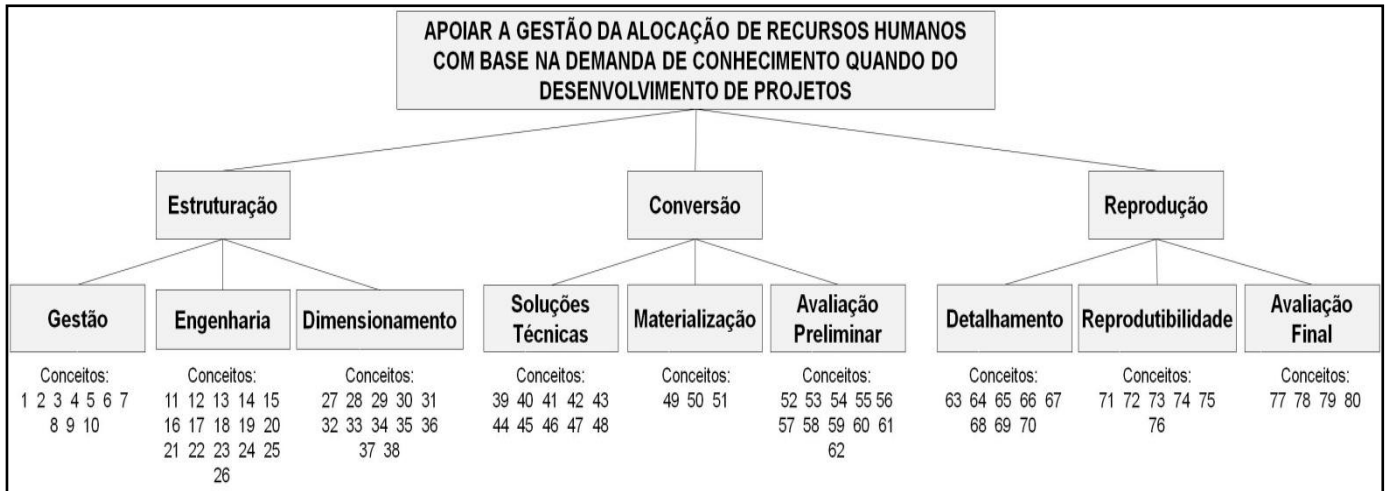 APOIAR A GESTÃO DA ALOCAÇÃO DE RECURSOS HUMANOS
COM BASE NA DEMANDA DE CONHECIMENTO QUANDO DO
DESENVOLVIMENTO DE PROJETOS
Estruturação
Conversão
Reprodução
Gestão
Engenharia
Dimensionamento
Soluções
Técnicas
Materialização
Avaliação
Preliminar
Detalhamento
Reprodutibilidade
Avaliação
Final
Conceitos:
1 2 3 4 5 6 7
8 9 10
Conceitos:
11 12 13 14 15
16 17 18 19 20
21 22 23 24 25
26
Conceitos:
27 28 29 30 31
32 33 34 35 36
37 38
Conceitos:
39 40 41 42 43
44 45 46 47 48
Conceitos:
49 50 51
Conceitos:
52 53 54 55 56
57 58 59 60 61
62
Conceitos:
63 64 65 66 67
68 69 70
Conceitos:
71 72 73 74 75
76
Conceitos:
77 78 79 80